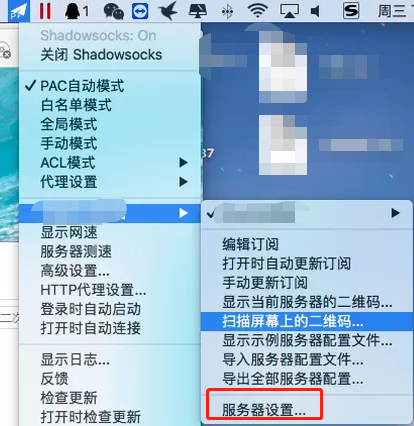 1
周三
Shadowsocks: On
关闭 Shadowsocks
PAC自动模式
白名单模式
全局模式
手动模式
ACL模式
代理设置
显示网速
服务器测速
高级设置...
HTTP代理设置...
登录时自动启动
打开时自动连接
显示日志...
反馈
检查更新
打开时检查更新
编辑订阅
打开时自动更新订阅
手动更新订阅
显示当前服务器的二维码...
扫描屏幕上的二维码...
显示示例服务器配置文件...
导入服务器配置文件...
导出全部服务器配置...
服务器设置...